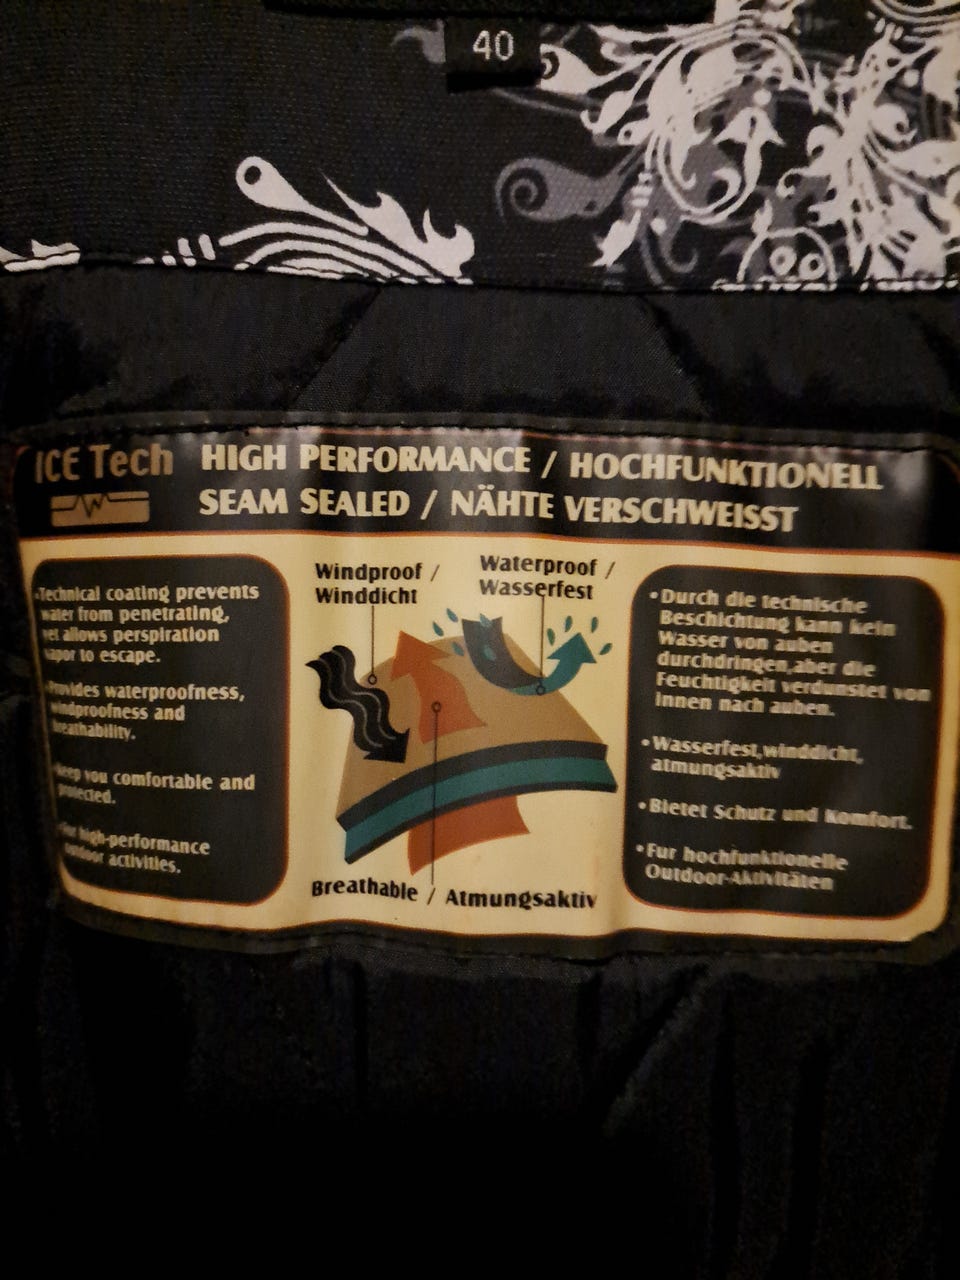 40
ICE Tech
HIGH PERFORMANCE / HOCHFUNKTIONELL
SEAM SEALED / NÄHTE VERSCHWEISST
•Technical coating prevents
water from penetrating,
yet allows perspiration
vapor to escape.
Provides waterproofness,
windproofness and
breathability.
Keep you comfortable and
protected.
For high-performance
outdoor activities.
Windproof /
Winddicht
Waterproof /
Wasserfest
Breathable / Atmungsaktiv
•Durch die technische
Beschichtung kann kein
Wasser von auben
durchdringen,aber die
Feuchtigkeit verdunstet von
Innen nach auben.
•Wasserfest,winddicht,
atmungsaktiv
•Bietet Schutz und Komfort.
•Fur hochfunktionelle
Outdoor-Aktivitäten